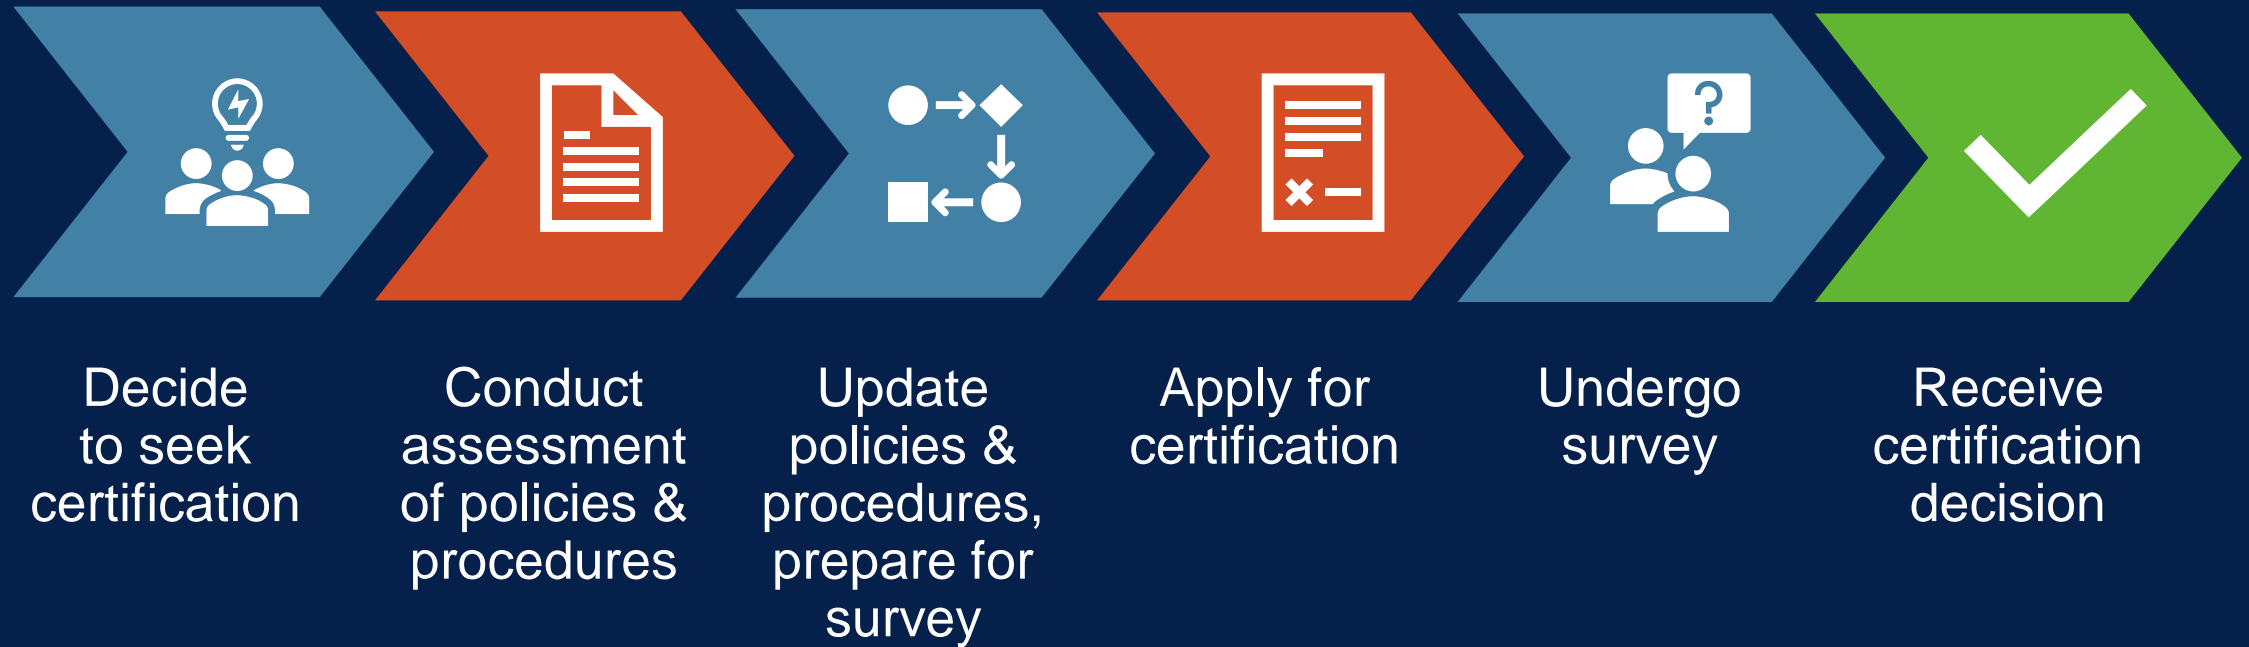 Decide
to seek
certification
Conduct
assessment
of policies &
procedures
Update
policies &
procedures,
prepare for
survey
Apply for
certification
?
Undergo
survey
Receive
certification
decision